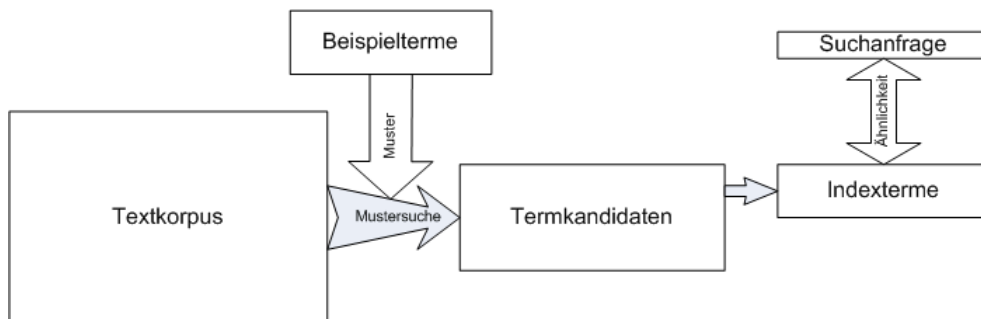 Beispielterme
Suchanfrage
Muster
Ähnlichkeit
Textkorpus
Mustersuche
Termkandidaten
Indexterme